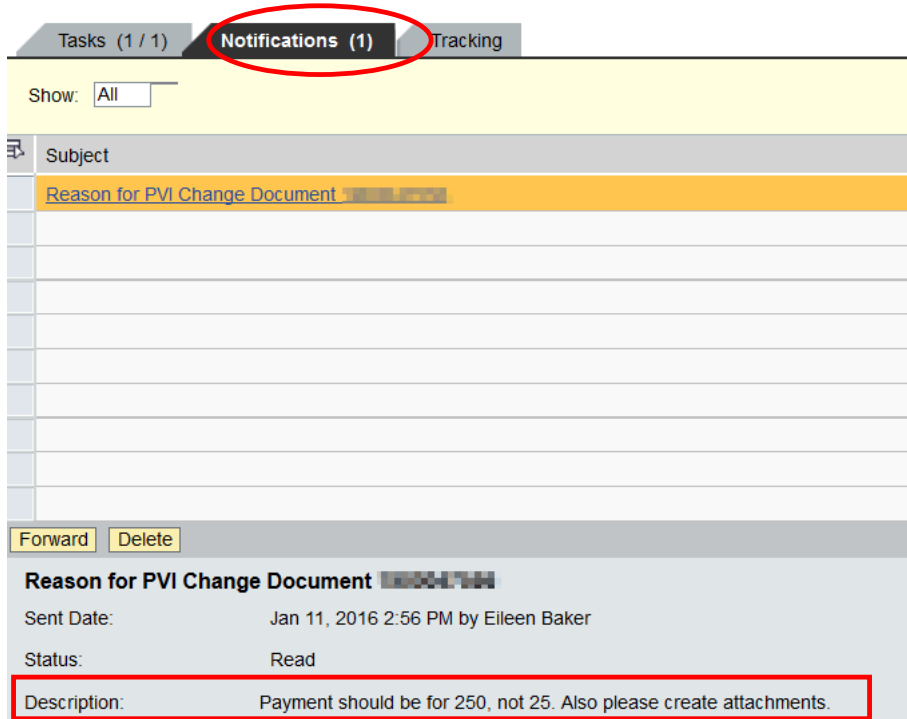 Tasks (1 / 1) Notifications (1) Tracking
Show: All
Subject
Reason for PVI Change Document
Forward Delete
Reason for PVI Change Document
Sent Date: Jan 11, 2016 2:56 PM by Eileen Baker
Status: Read
Description: Payment should be for 250, not 25. Also please create attachments.